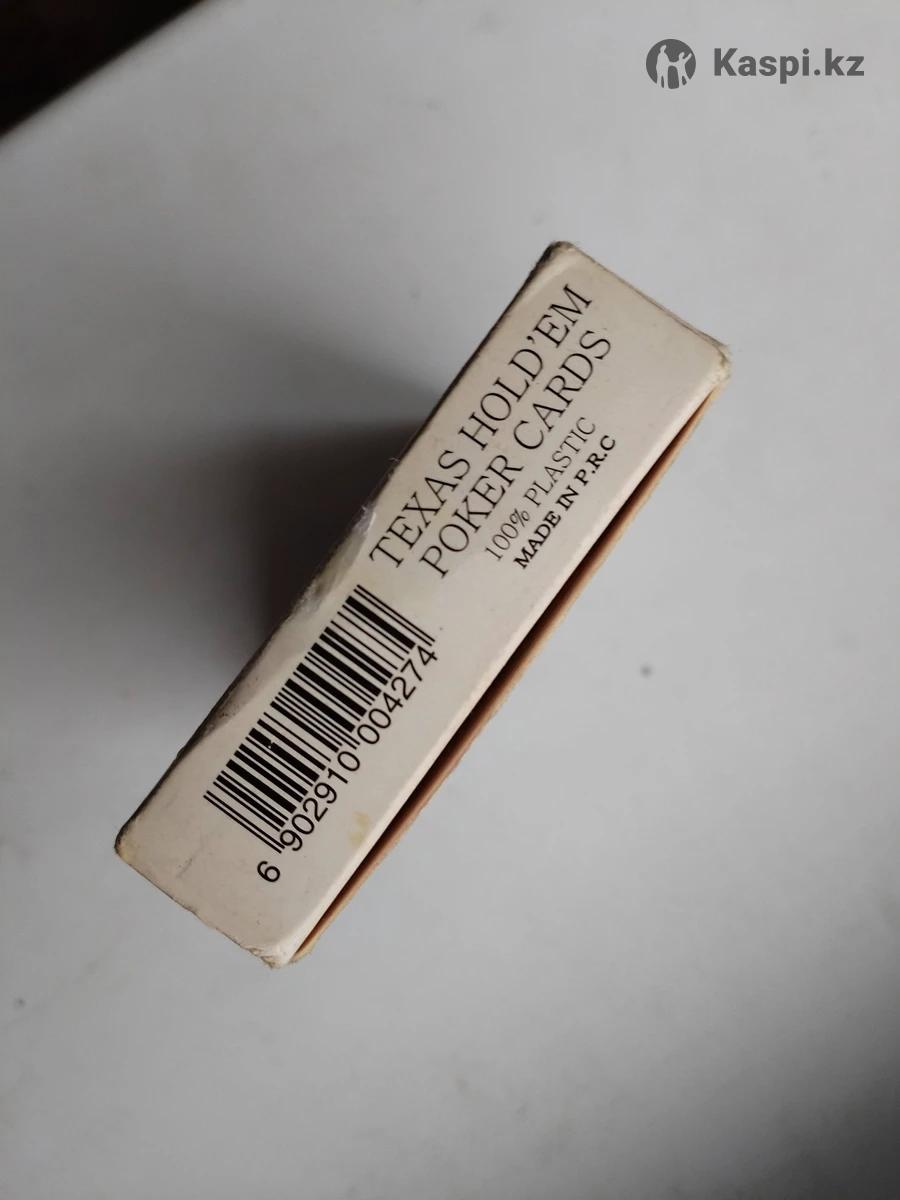 Kaspi.kz
TEXAS HOLD'EM
POKER CARDS
100% PLASTIC
MADE IN P.R.C
6 902910 004274